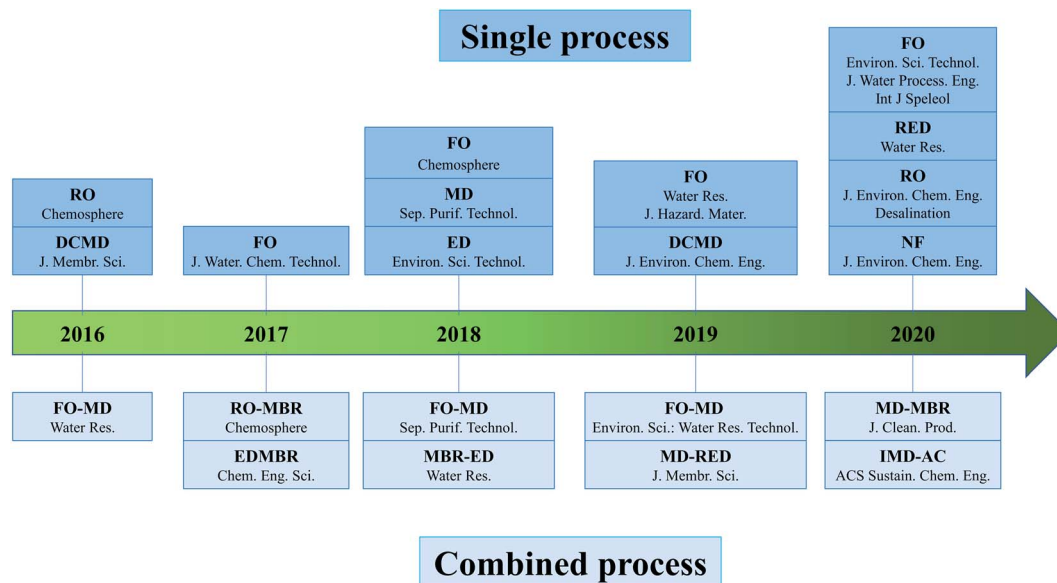 Single process
RO
Chemosphere
DCMD
J. Membr. Sci.
FO
J. Water. Chem. Technol.
FO
Chemosphere
MD
Sep. Purif. Technol.
ED
Environ. Sci. Technol.
FO
Water Res.
J. Hazard. Mater.
DCMD
J. Environ. Chem. Eng.
FO
Environ. Sci. Technol.
J. Water Process. Eng.
Int J Speleol
RED
Water Res.
RO
J. Environ. Chem. Eng.
Desalination
NF
J. Environ. Chem. Eng.
2016 2017 2018 2019 2020
FO-MD
Water Res.
RO-MBR
Chemosphere
EDMBR
Chem. Eng. Sci.
FO-MD
Sep. Purif. Technol.
MBR-ED
Water Res.
FO-MD
Environ. Sci.: Water Res. Technol.
MD-RED
J. Membr. Sci.
MD-MBR
J. Clean. Prod.
IMD-AC
ACS Sustain. Chem. Eng.
Combined process